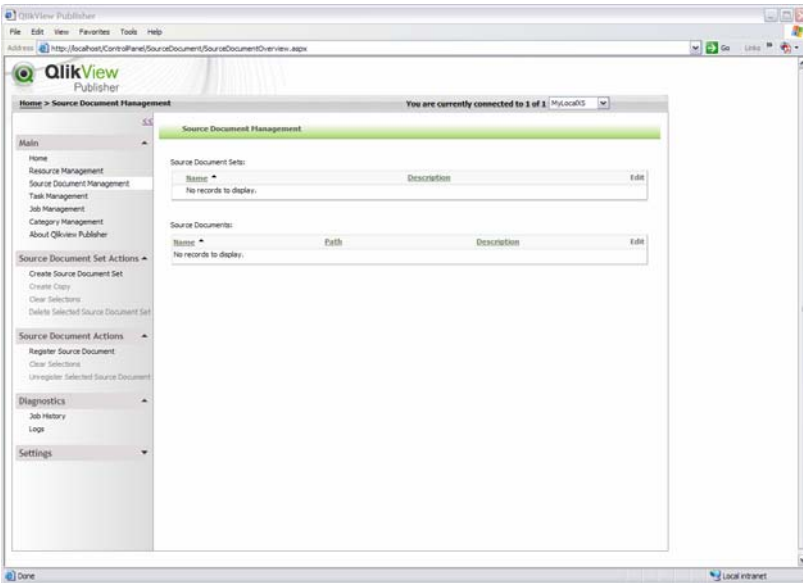 QlikView Publisher
File Edit View Favorites Tools Help
Address http://localhost/ControlPanel/SourceDocument/SourceDocumentOverview.aspx Go Links
QlikView
Publisher
Home > Source Document Management You are currently connected to 1 of 1 MyLocalXS
<<
Source Document Management
Main
Home
Resource Management
Source Document Management
Task Management
Job Management
Category Management
About Qlikview Publisher
Source Document Set Actions
Create Source Document Set
Create Copy
Clear Selections
Delete Selected Source Document Set
Source Document Actions
Register Source Document
Clear Selections
Unregister Selected Source Document
Diagnostics
Job History
Logs
Settings
Source Document Sets:
Name Description Edit
No records to display.
Source Documents:
Name Path Description Edit
No records to display.
Done Local intranet